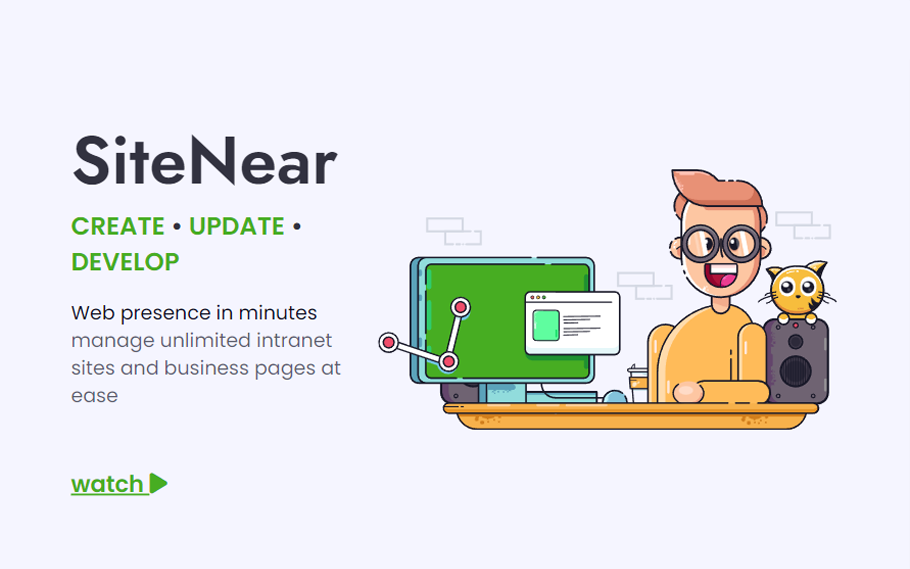 SiteNear
CREATE • UPDATE •
DEVELOP
Web presence in minutes
manage unlimited intranet
sites and business pages at
ease
watch